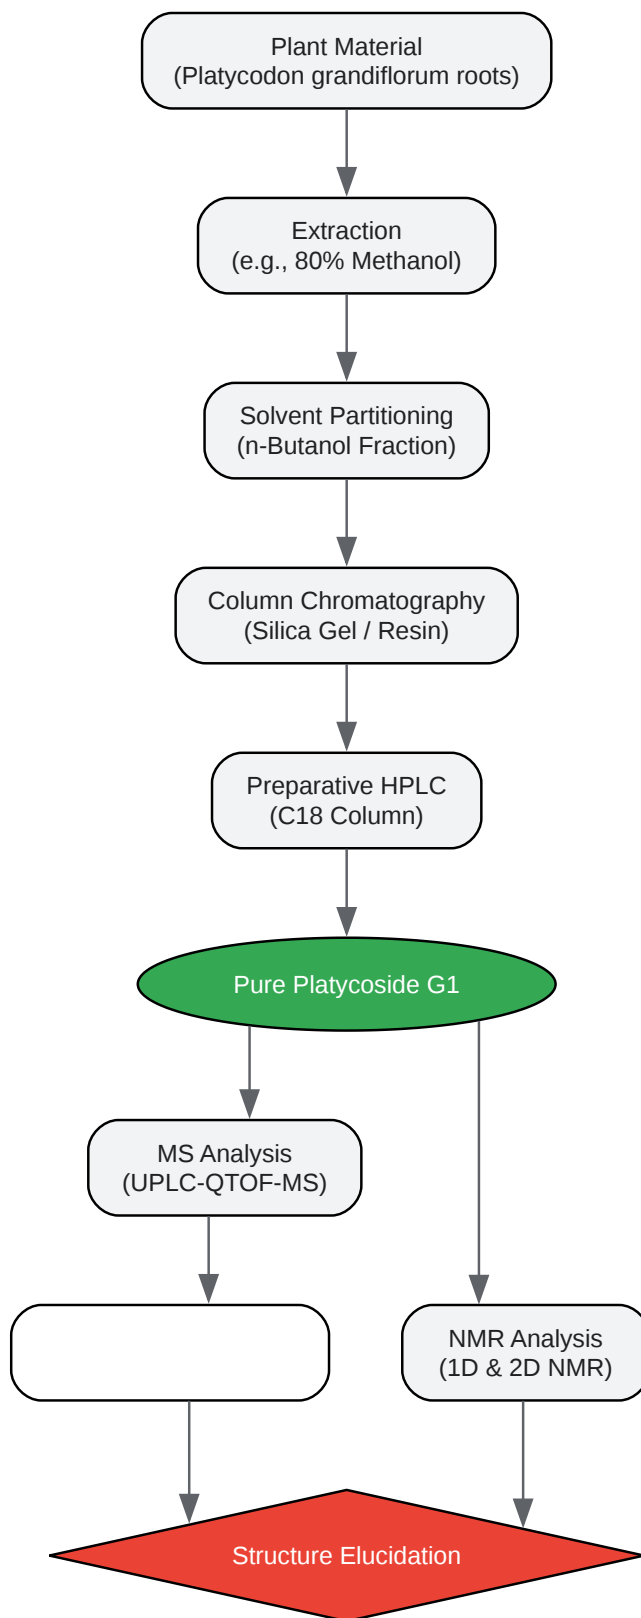 Plant Material
(Platycodon grandiflorum roots)
Extraction
(e.g., 80% Methanol)
Solvent Partitioning
(n-Butanol Fraction)
Column Chromatography
(Silica Gel / Resin)
Preparative HPLC
(C18 Column)
Pure Platycoside G1
MS Analysis
(UPLC-QTOF-MS)
NMR Analysis
(1D & 2D NMR)
Structure Elucidation